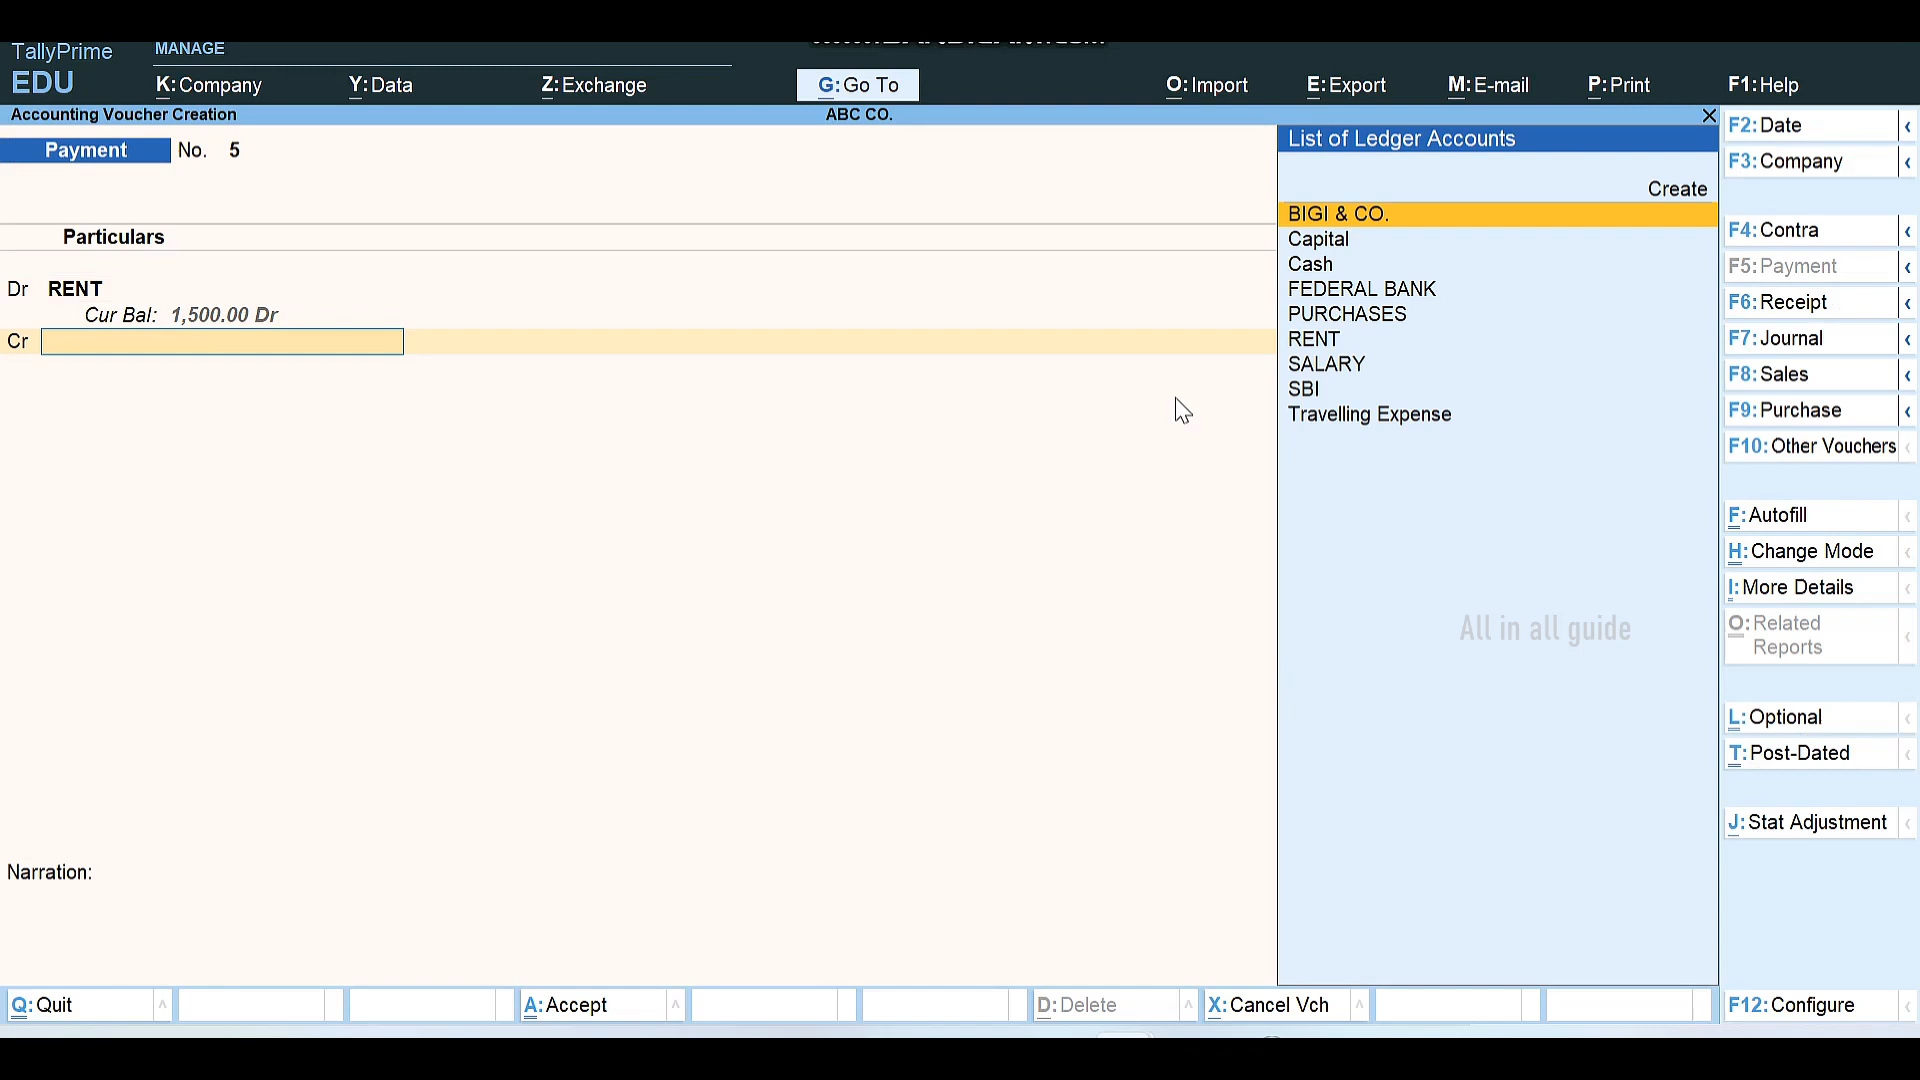 TallyPrime
EDU
MANAGE
K: Company
Y: Data
Z: Exchange
G: Go To
O: Import
E: Export
M: E-mail
P: Print
F1: Help
Accounting Voucher Creation
ABC CO.
Payment No. 5
Particulars
Dr RENT
Cur Bal: 1,500.00 Dr
Cr
Narration:
List of Ledger Accounts
Create
BIGI & CO.
Capital
Cash
FEDERAL BANK
PURCHASES
RENT
SALARY
SBI
Travelling Expense
All in all guide
F2: Date
F3: Company
F4: Contra
F5: Payment
F6: Receipt
F7: Journal
F8: Sales
F9: Purchase
F10: Other Vouchers
F: Autofill
H: Change Mode
I: More Details
O: Related
Reports
L: Optional
T: Post-Dated
J: Stat Adjustment
Q: Quit
A: Accept
D: Delete
X: Cancel Vch
F12: Configure